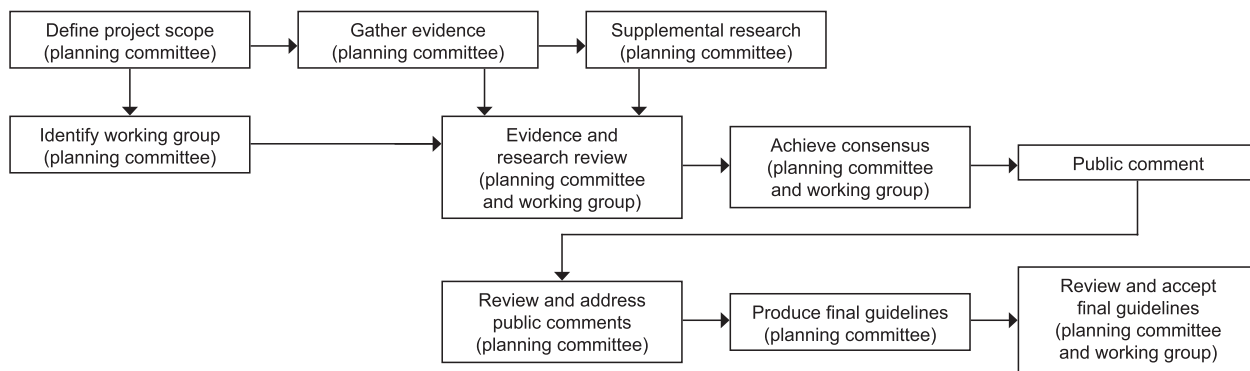 Define project scope
(planning committee)
Gather evidence
(planning committee)
Supplemental research
(planning committee)
Identify working group
(planning committee)
Evidence and
research review
(planning committee
and working group)
Achieve consensus
(planning committee
and working group)
Public comment
Review and address
public comments
(planning committee)
Produce final guidelines
(planning committee)
Review and accept
final guidelines
(planning committee
and working group)